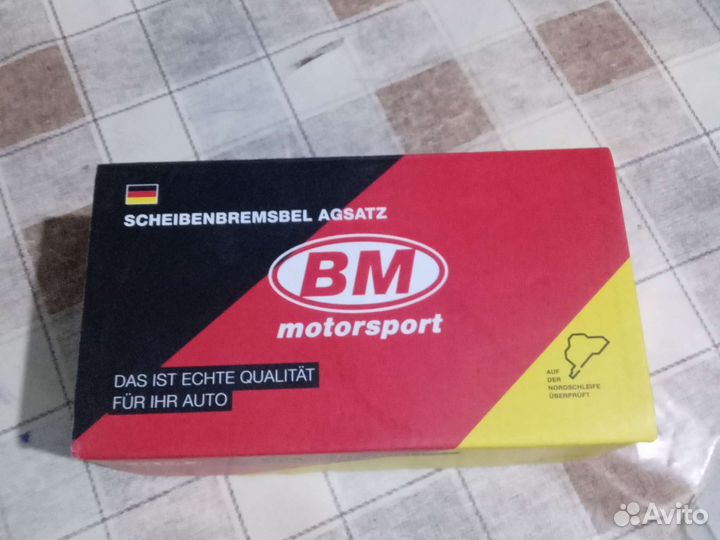 SCHEIBENBREMSBEL AGSATZ
BM
motorsport
DAS IST ECHTE QUALITÄT
FÜR IHR AUTO
AUF
DER
NORDSCHLEIFE
ÜBERPRÜFT
Avito